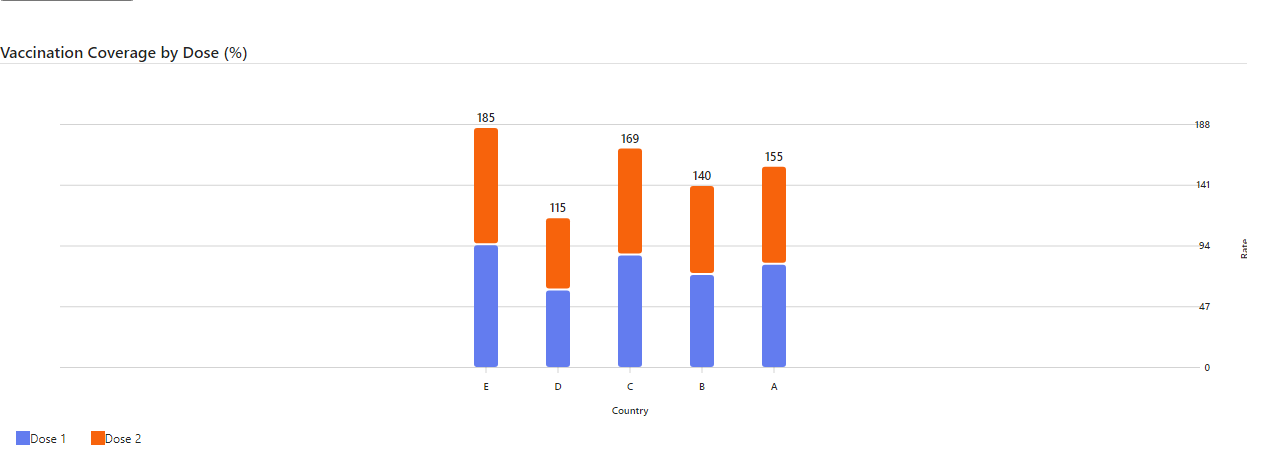 Vaccination Coverage by Dose (%)
185
169
155
140
115
188
141
94
47
0
Rate
E D C B A
Country
Dose 1 Dose 2